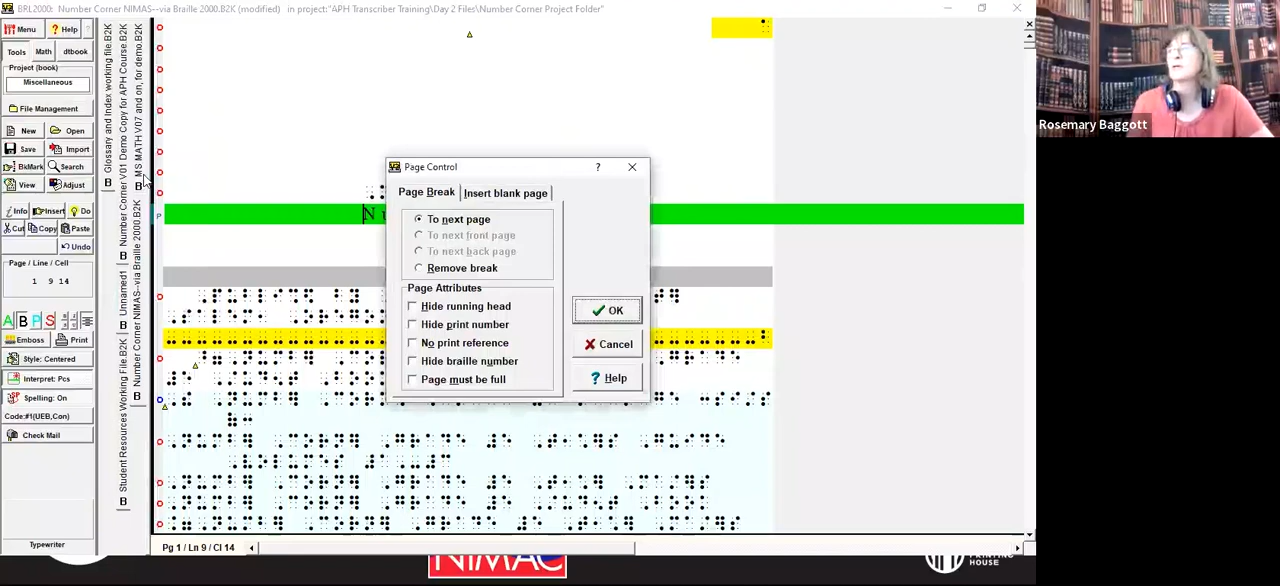 BRL2000: Number Corner NIMAS--via Braille 2000.B2K (modified) in project:"APH Transcriber Training\Day 2 Files\Number Corner Project Folder"
Menu
Help
Tools
Math
dtbook
Project (book)
Miscellaneous
File Management
New
Open
Save
Import
BkMark
Search
View
Adjust
Info
Insert
Do
Cut
Copy
Paste
Undo
Page / Line / Cell
1 9 14
A B P S
Emboss
Print
Style: Centered
Interpret: Pcs
Spelling: On
Code:#1(UEB,Con)
Check Mail
Typewriter
B Glossary and Index working file.B2K
B Student Resources Working File.B2K
B Unnamed1
B Number Corner V01 Demo Copy for APH Course.B2K
B Number Corner NIMAS--via Braille 2000.B2K
B MS MATH V07 and on, for demo.B2K
P
N
Page Control
?
Page Break
Insert blank page
To next page
To next front page
To next back page
Remove break
Page Attributes
Hide running head
Hide print number
No print reference
Hide braille number
Page must be full
OK
Cancel
? Help
Pg 1 / Ln 9 / Cl 14
Rosemary Baggott
NIMAC
HOUSE